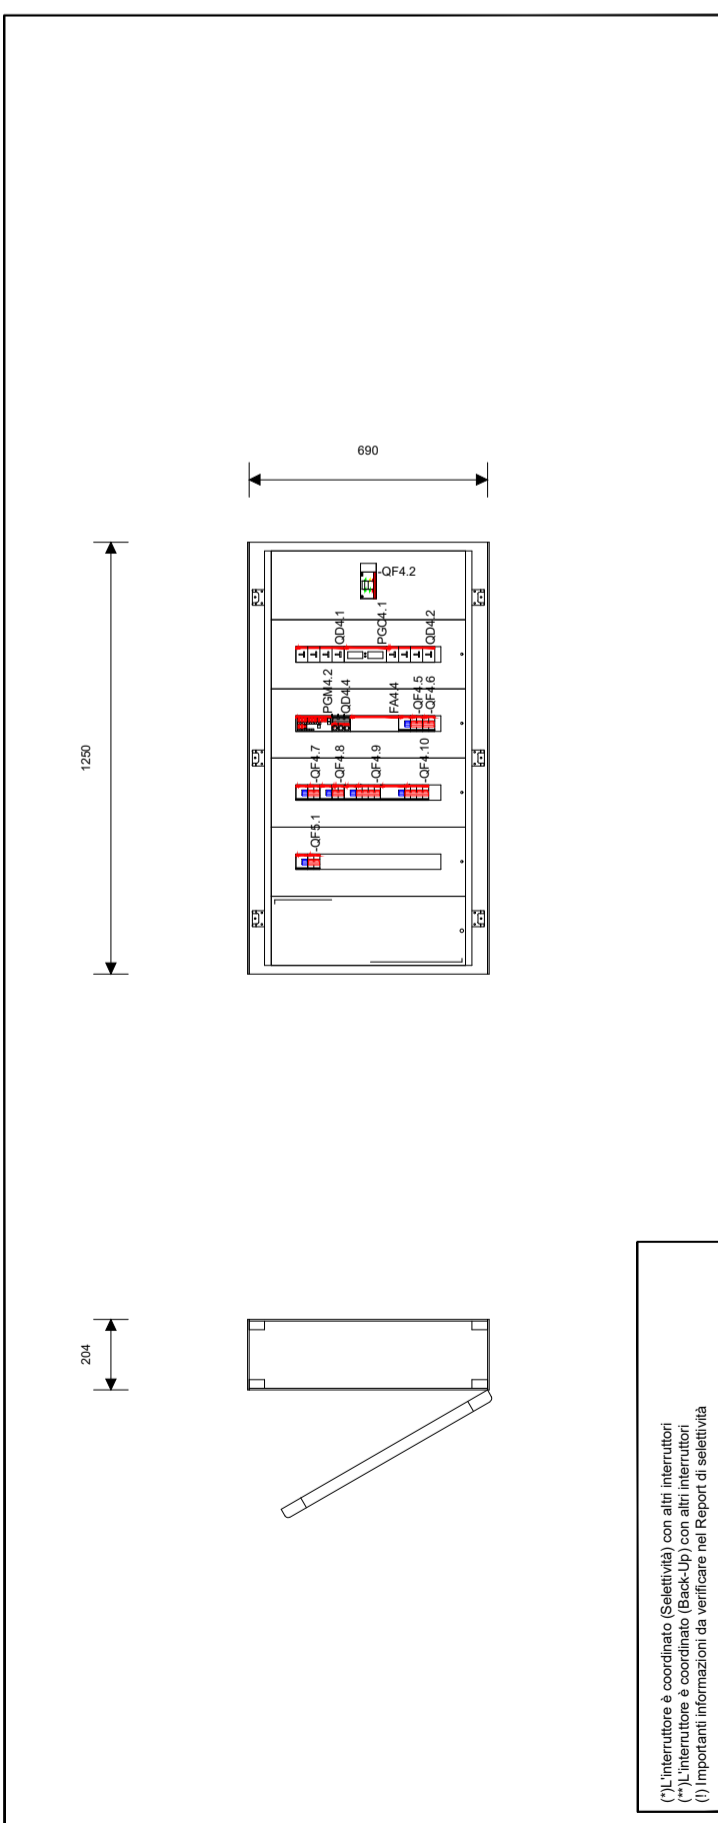 690
1250
-QF4.2
QD4.1
PGC4.1
QD4.2
PGM4.2
QD4.4
FA4.4
-QF4.5
-QF4.6
-QF4.7
-QF4.8
-QF4.9
-QF4.10
-QF5.1
204
(*)L'interruttore è coordinato (Selettività) con altri interruttori
(**)L'interruttore è coordinato (Back-Up) con altri interruttori
(!) Importanti informazioni da verificare nel Report di selettività